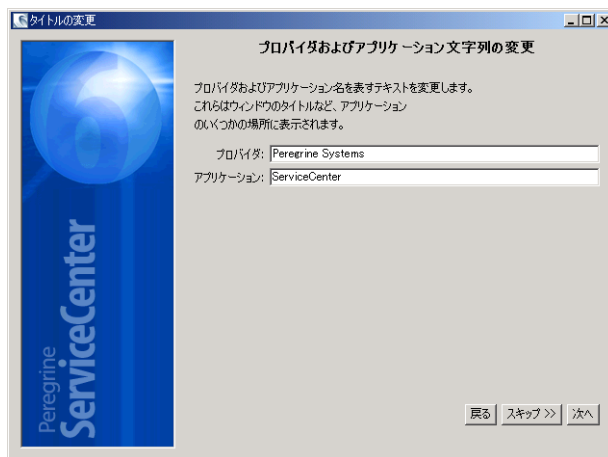 タイトルの変更
プロバイダおよびアプリケーション文字列の変更
プロバイダおよびアプリケーション名を表すテキストを変更します。
これらはウィンドウのタイトルなど、アプリケーション
のいくつかの場所に表示されます。
プロバイダ: Peregrine Systems
アプリケーション: ServiceCenter
6
Peregrine
ServiceCenter
戻る スキップ >> 次へ